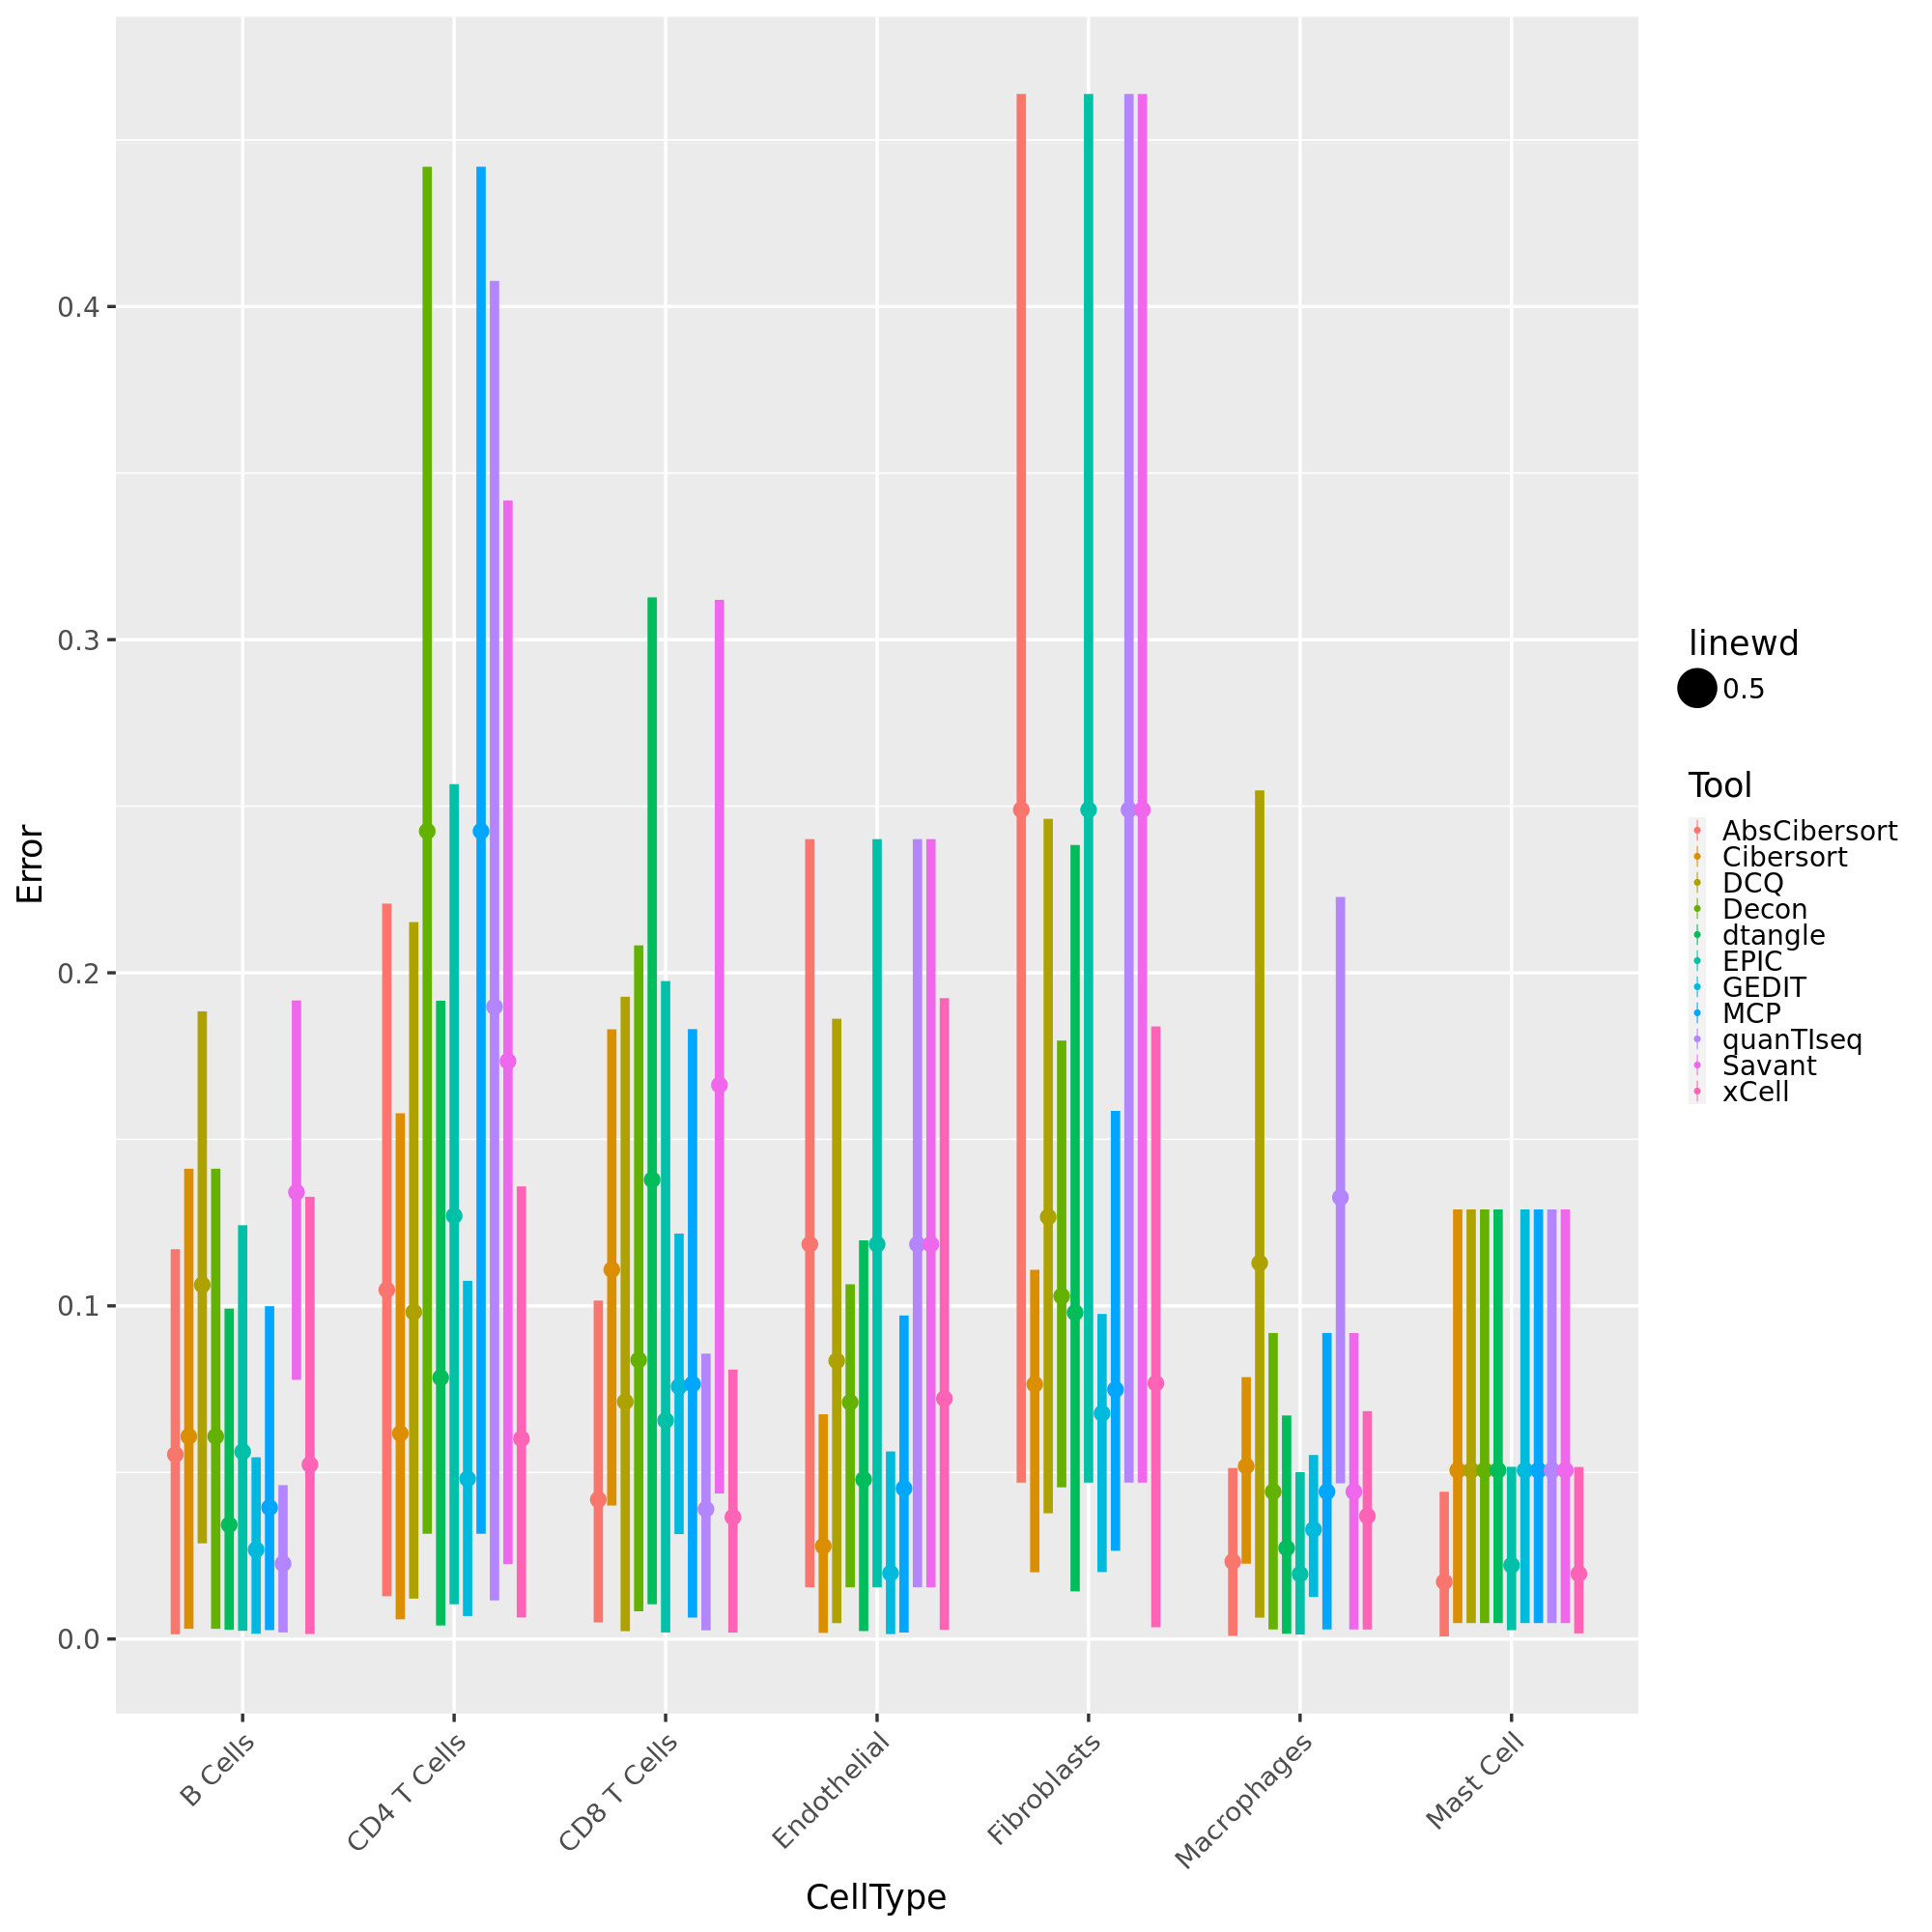 Error
0.4
0.3
0.2
0.1
0.0
B Cells
CD4 T Cells
CD8 T Cells
Endothelial
Fibroblasts
Macrophages
Mast Cell
CellType
linewd
0.5
Tool
AbsCibersort
Cibersort
DCQ
Decon
dtangle
EPIC
GEDIT
MCP
quanTIseq
Savant
xCell